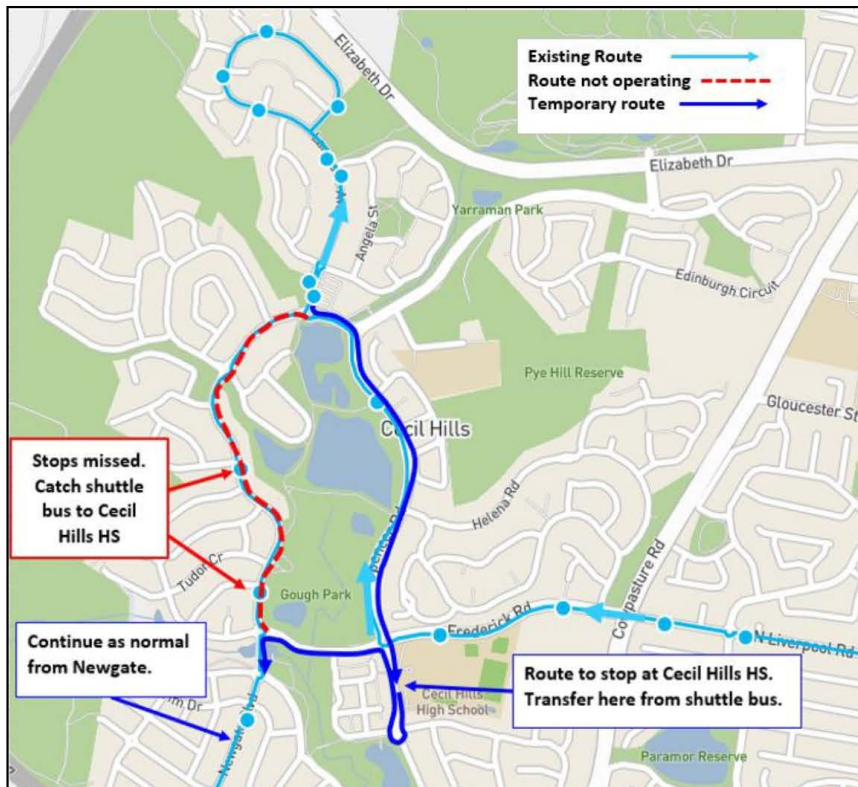 Existing Route
Route not operating
Temporary route
Elizabeth Dr
Elizabeth Dr
Yarraman Park
Angela St
Edinburgh Circuit
Pye Hill Reserve
Gloucester St
Cecil Hills
Stops missed.
Catch shuttle
bus to Cecil
Hills HS
Helena Rd
Cowpasture Rd
Tudor Cr
Gough Park
Frederick Rd
N Liverpool Rd
Continue as normal
from Newgate.
Route to stop at Cecil Hills HS.
Transfer here from shuttle bus.
Cecil Hills
High School
Dr
Paramor Reserve